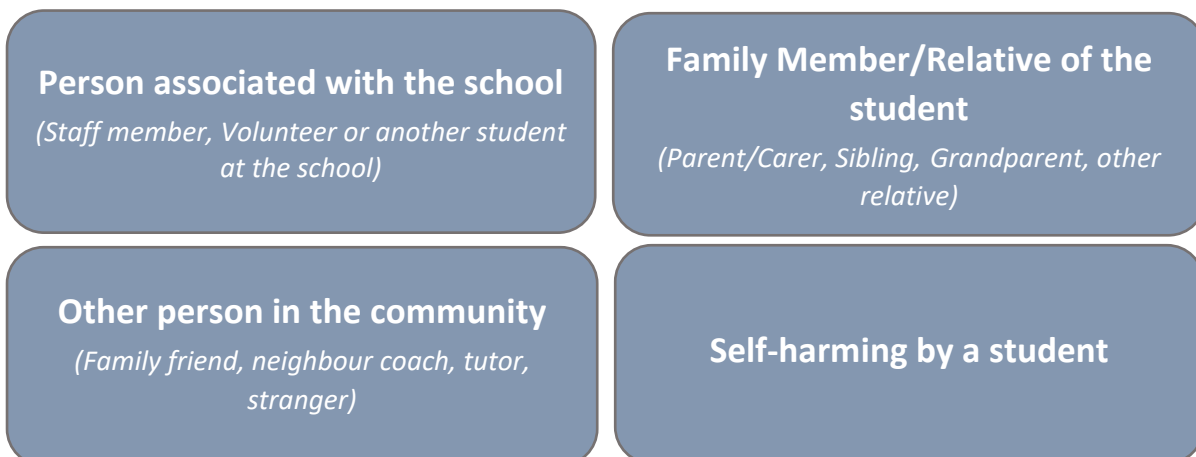 Person associated with the school
(Staff member, Volunteer or another student
at the school)
Family Member/Relative of the
student
(Parent/Carer, Sibling, Grandparent, other
relative)
Other person in the community
(Family friend, neighbour coach, tutor,
stranger)
Self-harming by a student